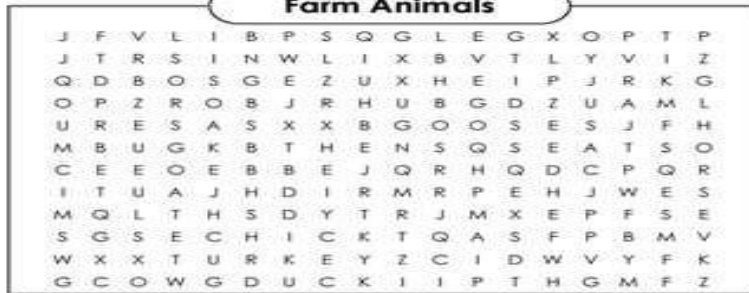 Farm Animals
J F V L I B P S Q G L E G X O P T P
J T R S I N W L I X B V T L Y V I Z
Q D B O S G E Z U X H E I P J R K G
O P Z R O B J R H U B G D Z U A M L
U R E S A S X X B G O O S E S J F H
M B U G K B T H E N S Q S E A T S O
C E E O E B B E J Q R H Q D C P Q R
I T U A J H D I R M R P E H J W E S
M Q L T H S D Y T R J M X E P F S E
S G S E C H I C K T Q A S F P B M V
W X X T U R K E Y Z C I D W V Y F K
G C O W G D U C K I I P T H G M F Z